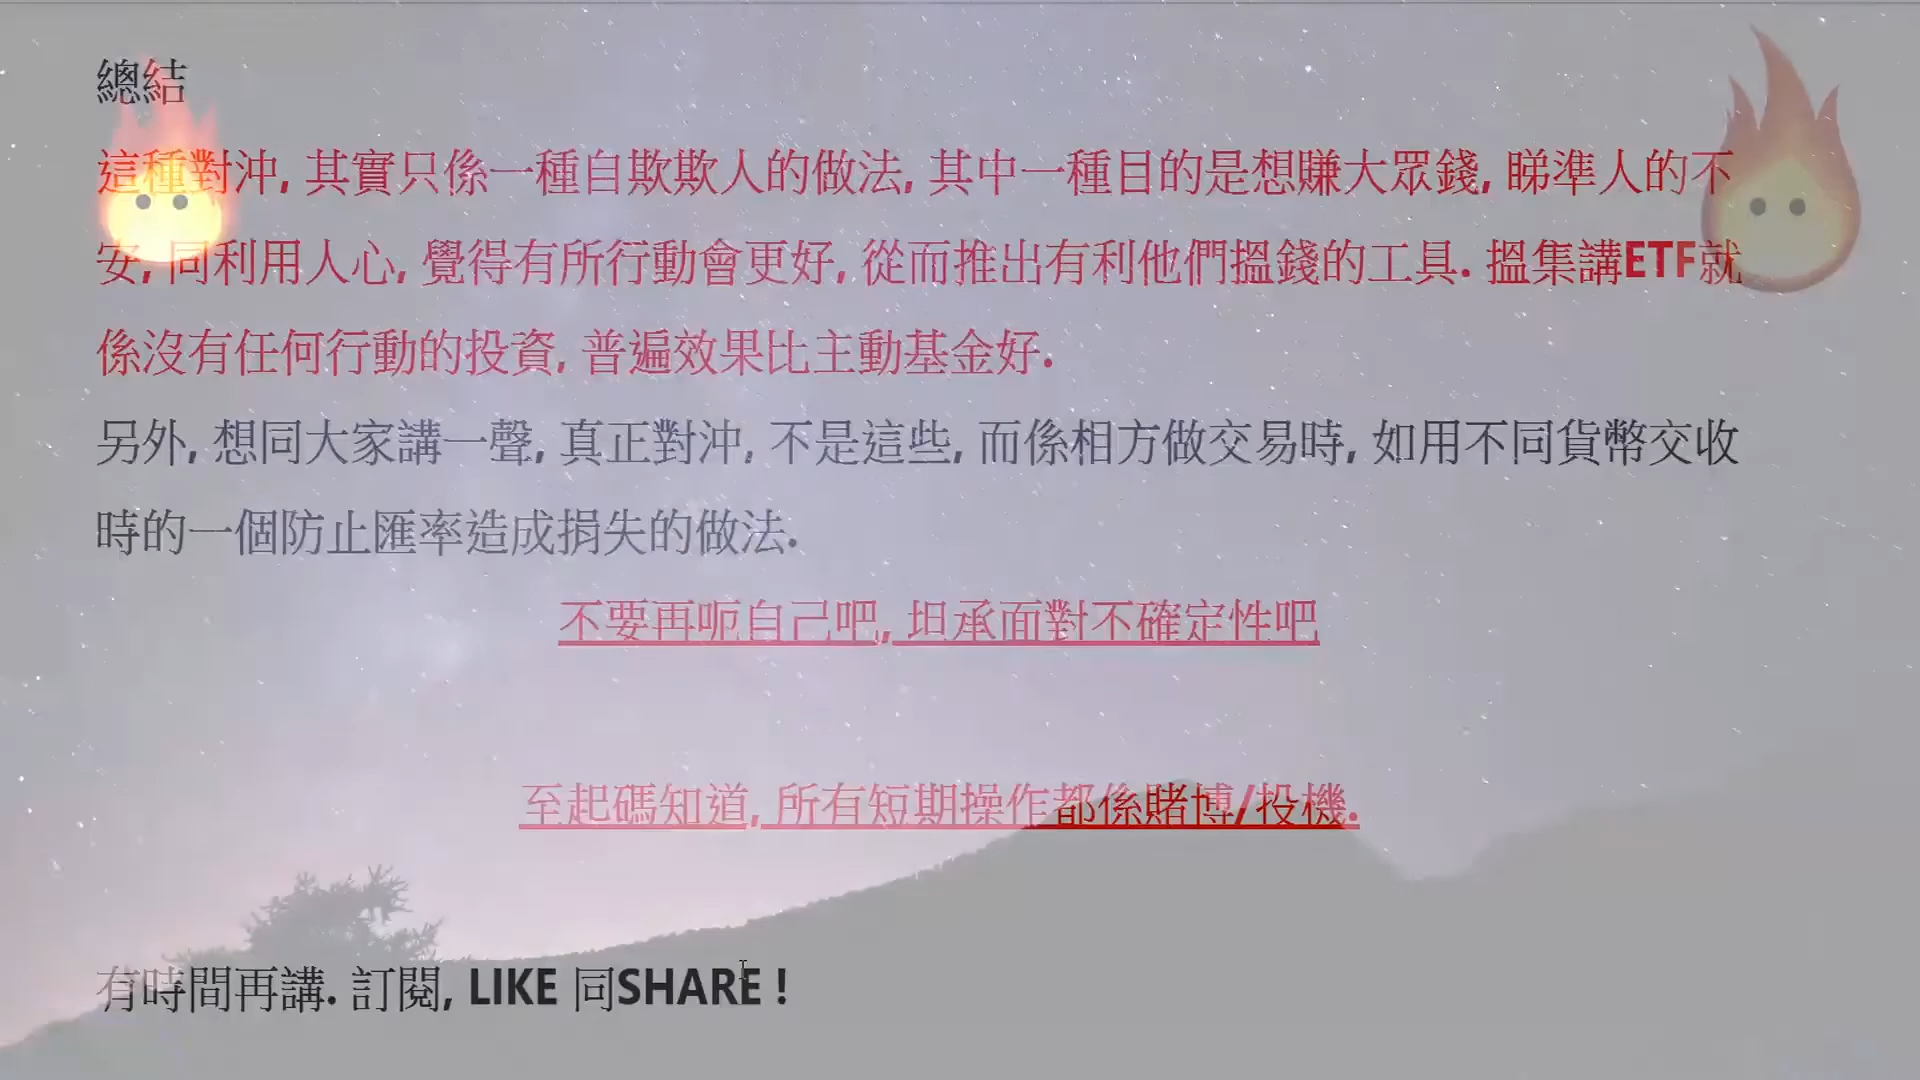 總結
這種對沖, 其實只係一種自欺欺人的做法, 其中一種目的是想賺大眾錢, 睇準人的不
安, 同利用人心, 覺得有所行動會更好, 從而推出有利他們搵錢的工具. 搵集講ETF就
係沒有任何行動的投資, 普遍效果比主動基金好.
另外, 想同大家講一聲, 真正對沖, 不是這些, 而係相方做交易時, 如用不同貨幣交收
時的一個防止匯率造成損失的做法.
不要再呃自己吧, 坦承面對不確定性吧
至起碼知道, 所有短期操作都係賭博/投機.
有時間再講. 訂閱, LIKE 同SHARE !